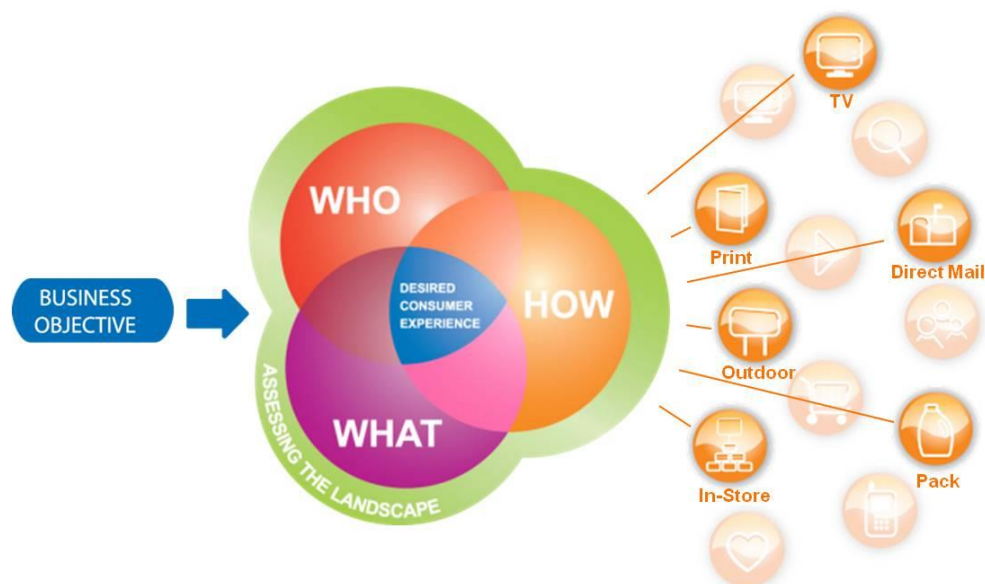 BUSINESS
OBJECTIVE
WHO
WHAT
HOW
DESIRED
CONSUMER
EXPERIENCE
ASSESSING THE LANDSCAPE
TV
Print
Direct Mail
Outdoor
In-Store
Pack